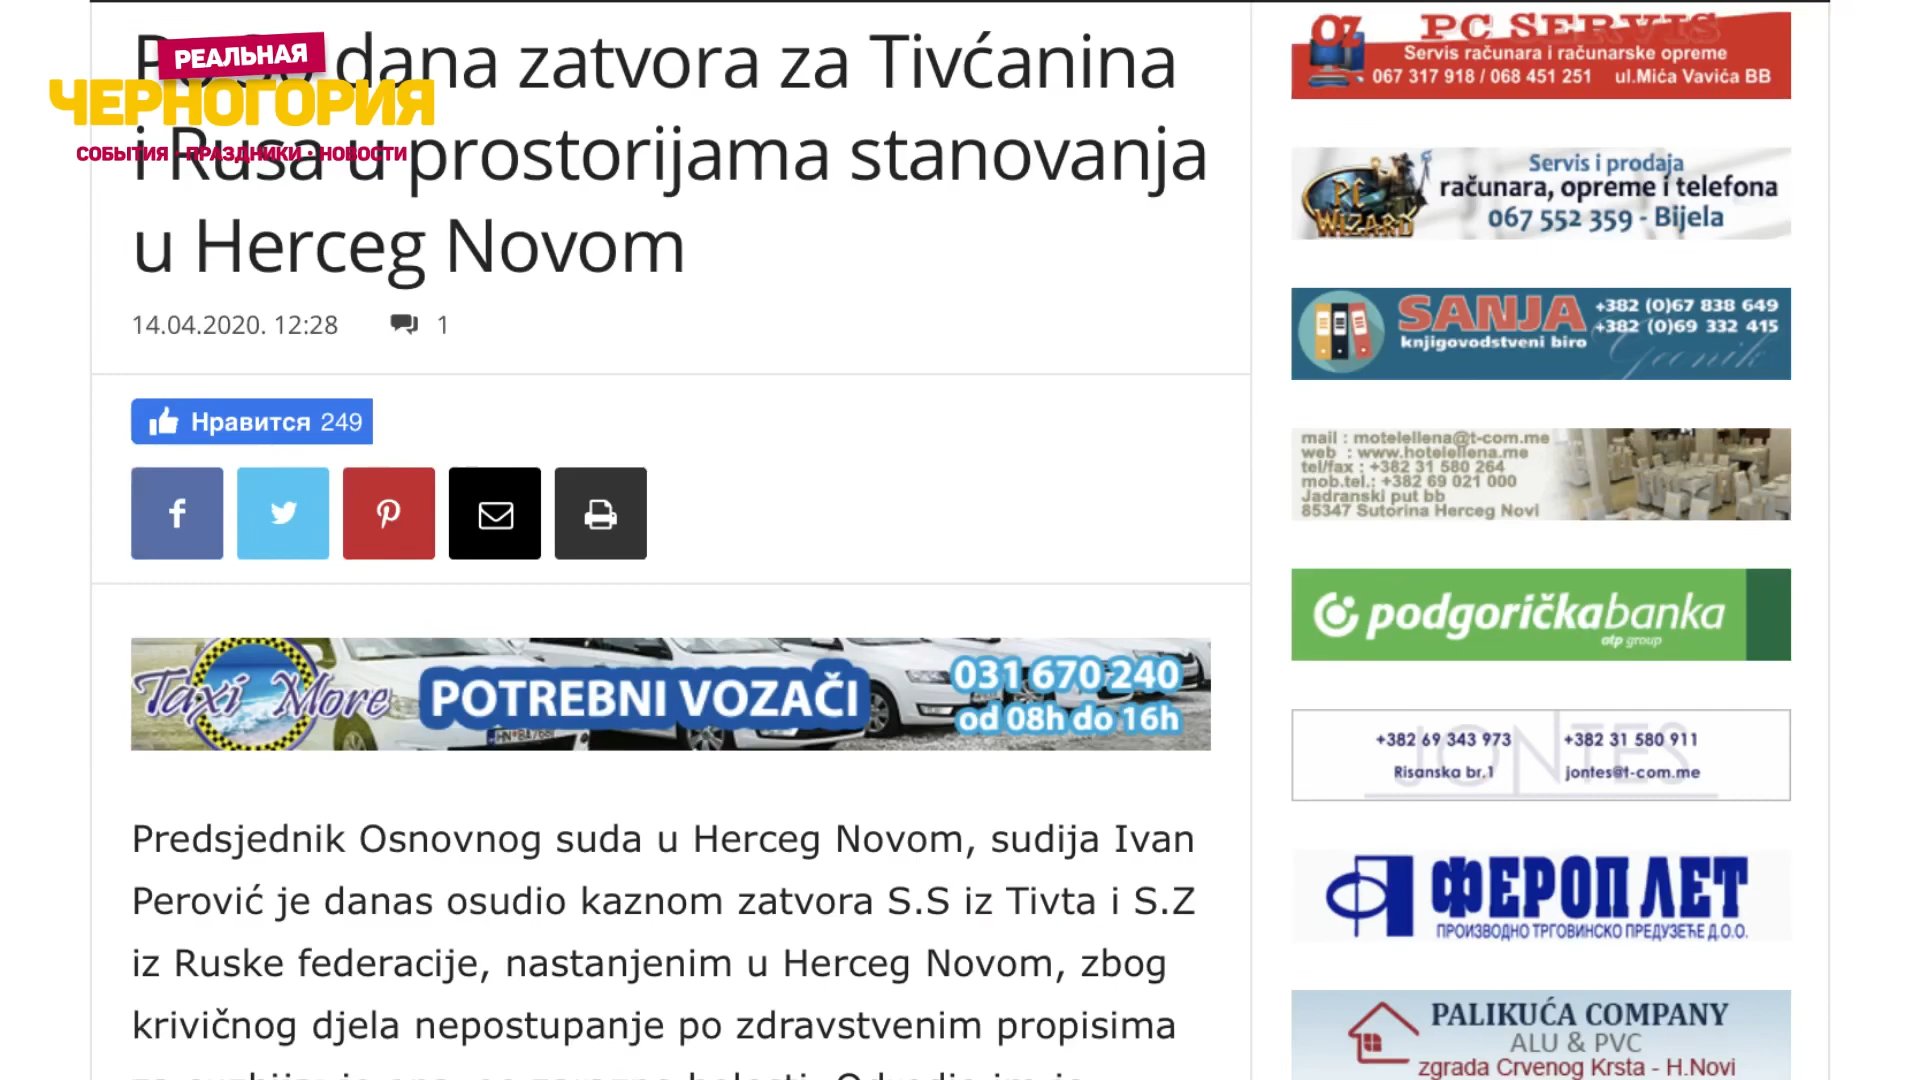 РЕАЛЬНАЯ
ЧЕРНОГОРИЯ
СОБЫТИЯ • ПРАЗДНИКИ • НОВОСТИ
dana zatvora za Tivćanina
i Rusa u prostorijama stanovanja
u Herceg Novom
14.04.2020. 12:28 1
Нравится 249
Taxi More POTREBNI VOZAČI 031 670 240
od 08h do 16h
HN BA768
Predsjednik Osnovnog suda u Herceg Novom, sudija Ivan
Perović je danas osudio kaznom zatvora S.S iz Tivta i S.Z
iz Ruske federacije, nastanjenim u Herceg Novom, zbog
krivičnog djela nepostupanje po zdravstvenim propisima
OZ PC SERVIS
Servis računara i računarske opreme
067 317 918 / 068 451 251 ul.Mića Vavića BB
PC WIZARD
Servis i prodaja
računara, opreme i telefona
067 552 359 - Bijela
SANJA
knjigovodstveni biro
+382 (0)67 838 649
+382 (0)69 332 415
mail : motelellena@t-com.me
web : www.hotelellena.me
tel/fax : +382 31 580 264
mob.tel.: +382 69 021 000
Jadranski put bb
85347 Sutorina Herceg Novi
podgoričkabanka
otp group
JONTES
+382 69 343 973 +382 31 580 911
Risanska br.1 jontes@t-com.me
ФЕРОПЛЕТ
ПРОИЗВОДНО ТРГОВИНСКО ПРЕДУЗЕЋЕ Д.О.О.
PALIKUĆA COMPANY
ALU & PVC
zgrada Crvenog Krsta - H.Novi